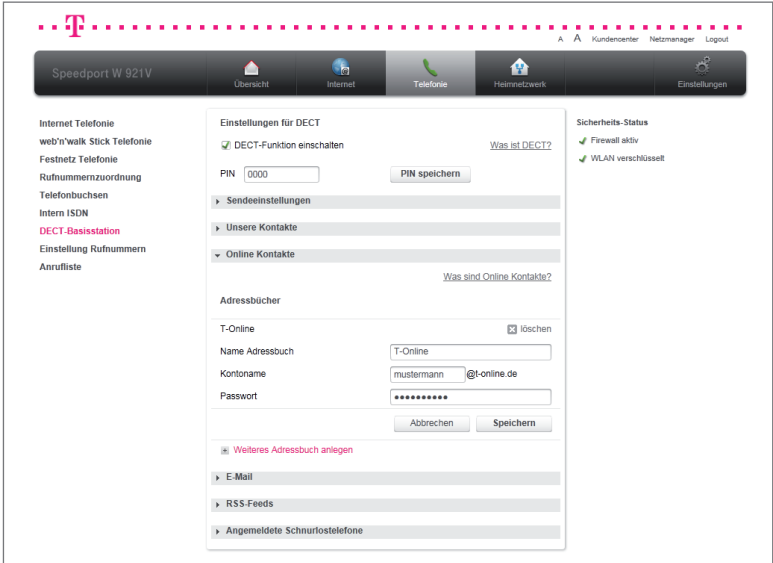 T
A A Kundencenter Netzmanager Logout
Speedport W 921V
Übersicht Internet Telefonie Heimnetzwerk Einstellungen
Internet Telefonie
web'n'walk Stick Telefonie
Festnetz Telefonie
Rufnummernzuordnung
Telefonbuchsen
Intern ISDN
DECT-Basisstation
Einstellung Rufnummern
Anrufliste
Einstellungen für DECT
DECT-Funktion einschalten Was ist DECT?
PIN 0000 PIN speichern
Sendeeinstellungen
Unsere Kontakte
Online Kontakte
Was sind Online Kontakte?
Adressbücher
T-Online löschen
Name Adressbuch T-Online
Kontoname mustermann @t-online.de
Passwort ●●●●●●●●●●
Abbrechen Speichern
Weiteres Adressbuch anlegen
E-Mail
RSS-Feeds
Angemeldete Schnurlostelefone
Sicherheits-Status
Firewall aktiv
WLAN verschlüsselt